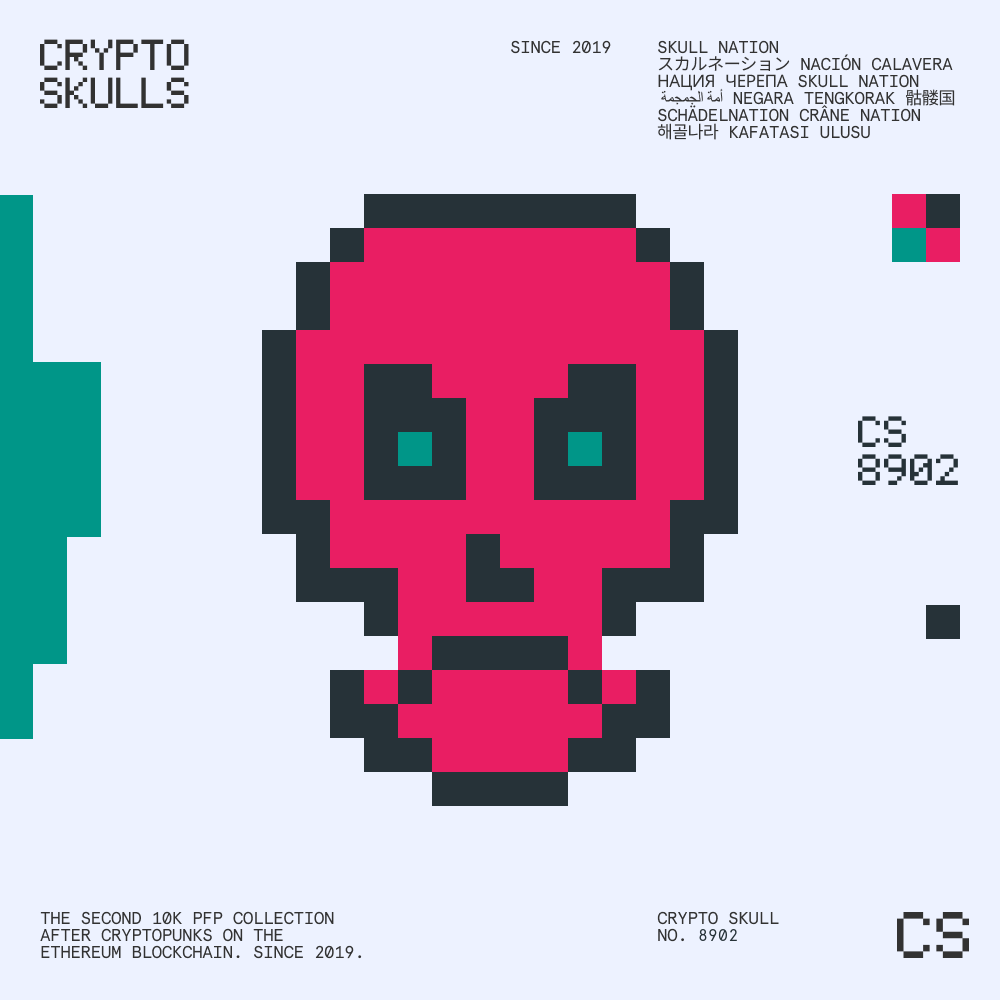 CRYPTO
SKULLS
SINCE 2019
SKULL NATION
スカルネーション NACIÓN CALAVERA
НАЦИЯ ЧЕРЕПА SKULL NATION
أمة الجمجمة NEGARA TENGKORAK 骷髅国
SCHÄDELNATION CRÂNE NATION
해골나라 KAFATASI ULUSU
CS
8902
THE SECOND 10K PFP COLLECTION
AFTER CRYPTOPUNKS ON THE
ETHEREUM BLOCKCHAIN. SINCE 2019.
CRYPTO SKULL
NO. 8902
CS